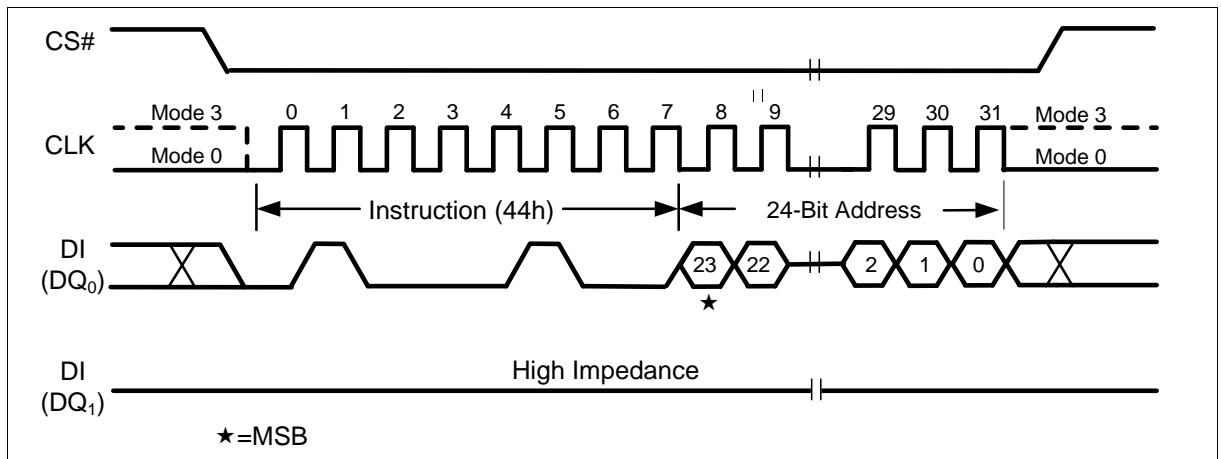 CS#
Mode 3 0 1 2 3 4 5 6 7 8 9 29 30 31 Mode 3
CLK
Mode 0 Mode 0
Instruction (44h) 24-Bit Address
DI
(DQ0) 23 22 2 1 0
★
High Impedance
DI
(DQ1)
★=MSB